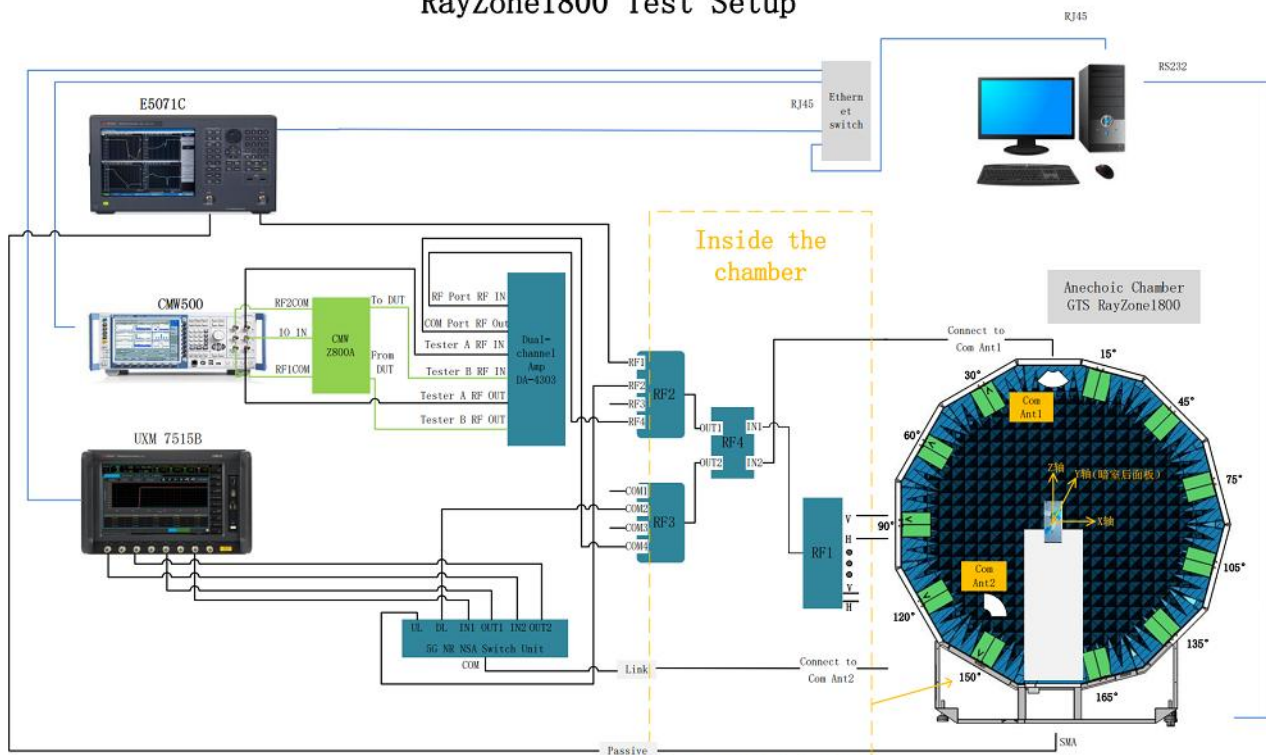 RayZone1800 Test Setup
RJ45
RS232
E5071C
RJ45
Ethern
et
switch
Inside the
chamber
Anechoic Chamber
GTS RayZone1800
CMW500
RF2COM
IO IN
RF1COM
CMW
Z800A
To DUT
From
DUT
RF Port RF IN
COM Port RF Out
Tester A RF IN
Tester B RF IN
Tester A RF OUT
Tester B RF OUT
Dual-
channel
Amp
DA-4303
RF1
RF2
RF3
RF4
RF2
OUT1
OUT2
RF4
IN1
IN2
Connect to
Com Ant1
COM1
COM2
COM3
COM4
RF3
RF1
V
H
V
H
UXM 7515B
UL DL IN1 OUT1 IN2 OUT2
5G NR NSA Switch Unit
COM
Link
Connect to
Com Ant2
Passive
SMA
15°
30°
45°
60°
75°
90°
105°
120°
135°
150°
165°
Com
Ant1
Z轴
Y轴(暗室后面板)
X轴
Com
Ant2